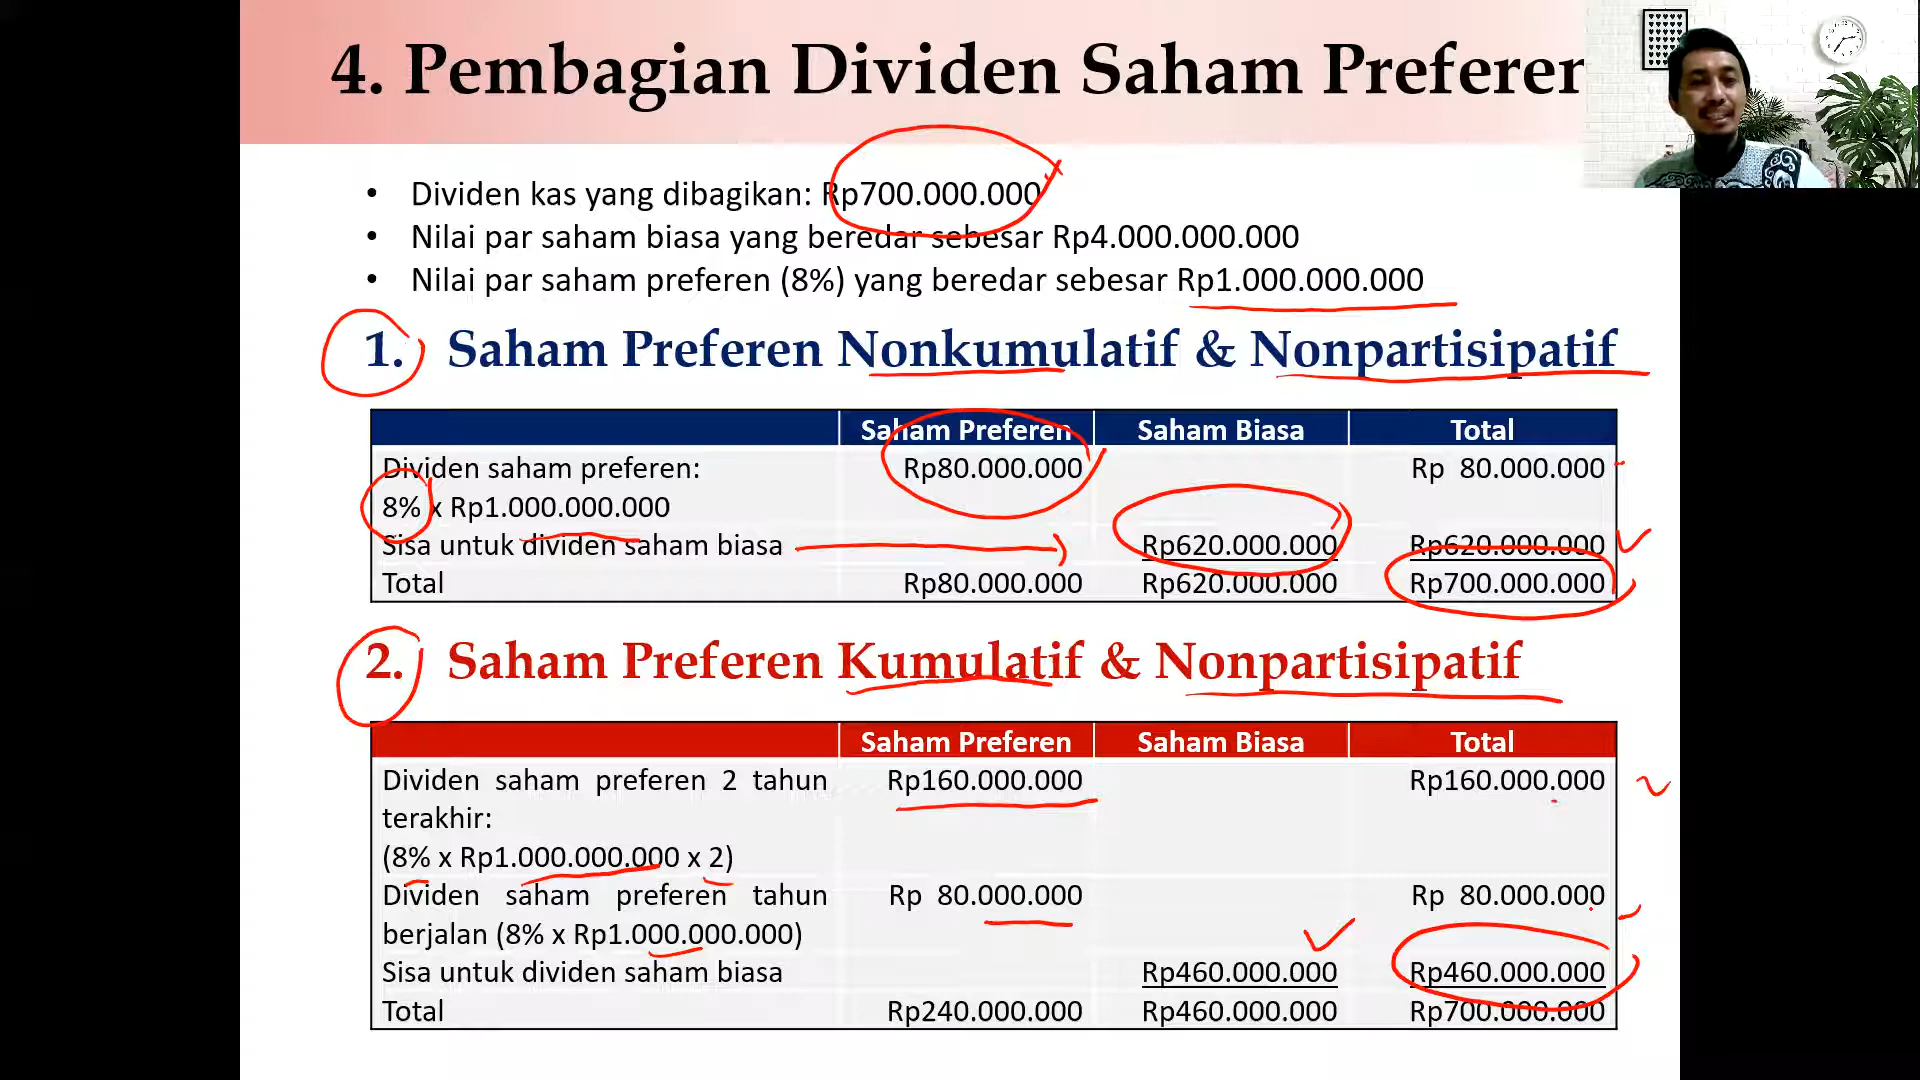 4. Pembagian Dividen Saham Preferen
• Dividen kas yang dibagikan: Rp700.000.000
• Nilai par saham biasa yang beredar sebesar Rp4.000.000.000
• Nilai par saham preferen (8%) yang beredar sebesar Rp1.000.000.000
1. Saham Preferen Nonkumulatif & Nonpartisipatif
Saham Preferen Saham Biasa Total
Dividen saham preferen: Rp80.000.000 Rp 80.000.000
8% x Rp1.000.000.000
Sisa untuk dividen saham biasa Rp620.000.000 Rp620.000.000
Total Rp80.000.000 Rp620.000.000 Rp700.000.000
2. Saham Preferen Kumulatif & Nonpartisipatif
Saham Preferen Saham Biasa Total
Dividen saham preferen 2 tahun Rp160.000.000 Rp160.000.000
terakhir:
(8% x Rp1.000.000.000 x 2)
Dividen saham preferen tahun Rp 80.000.000 Rp 80.000.000
berjalan (8% x Rp1.000.000.000)
Sisa untuk dividen saham biasa Rp460.000.000 Rp460.000.000
Total Rp240.000.000 Rp460.000.000 Rp700.000.000